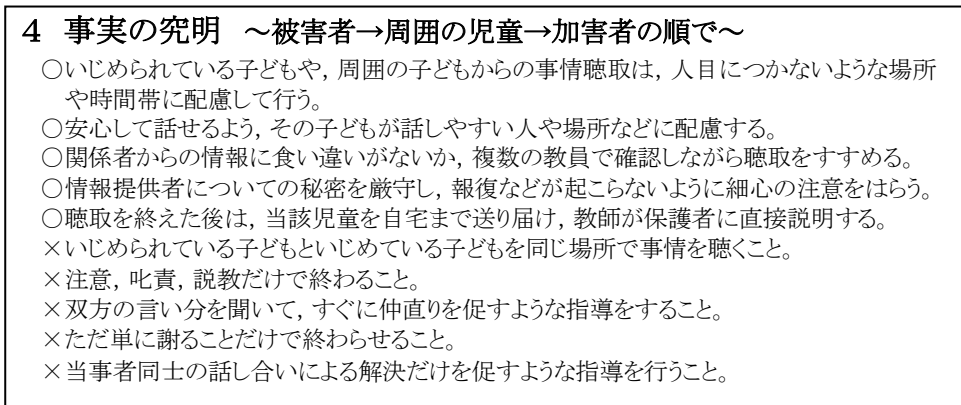 4 事実の究明 ～被害者→周囲の児童→加害者の順で～
○いじめられている子どもや，周囲の子どもからの事情聴取は，人目につかないような場所
や時間帯に配慮して行う。
○安心して話せるよう，その子どもが話しやすい人や場所などに配慮する。
○関係者からの情報に食い違いがないか，複数の教員で確認しながら聴取をすすめる。
○情報提供者についての秘密を厳守し，報復などが起こらないように細心の注意をはらう。
○聴取を終えた後は，当該児童を自宅まで送り届け，教師が保護者に直接説明する。
×いじめられている子どもといじめている子どもを同じ場所で事情を聴くこと。
×注意，叱責，説教だけで終わること。
×双方の言い分を聞いて，すぐに仲直りを促すような指導をすること。
×ただ単に謝ることだけで終わらせること。
×当事者同士の話し合いによる解決だけを促すような指導を行うこと。